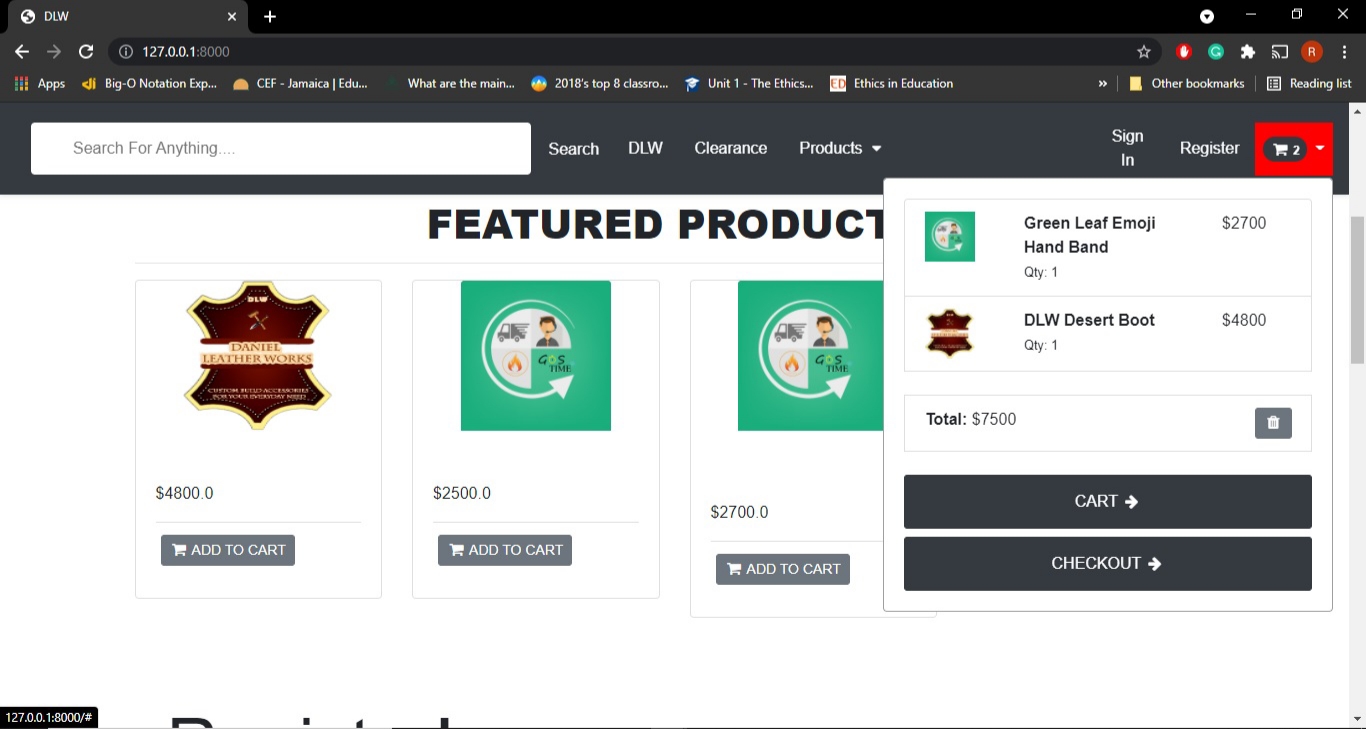 DLW
127.0.0.1:8000
R
Apps
Big-O Notation Exp...
CEF - Jamaica | Edu...
What are the main...
2018's top 8 classro...
Unit 1 - The Ethics...
ED
Ethics in Education
»
Other bookmarks
Reading list
Search For Anything....
Search
DLW
Clearance
Products
Sign
In
Register
2
FEATURED PRODUCT
Green Leaf Emoji
Hand Band
$2700
Qty: 1
DLW Desert Boot
$4800
Qty: 1
Total: $7500
CART
CHECKOUT
DLW
DANIEL
LEATHER WORKS
CUSTOM BUILD ACCESSORIES
FOR YOUR EVERYDAY NEED
GAS
TIME
GAS
TIME
$4800.0
$2500.0
$2700.0
ADD TO CART
ADD TO CART
ADD TO CART
127.0.0.1:8000/#